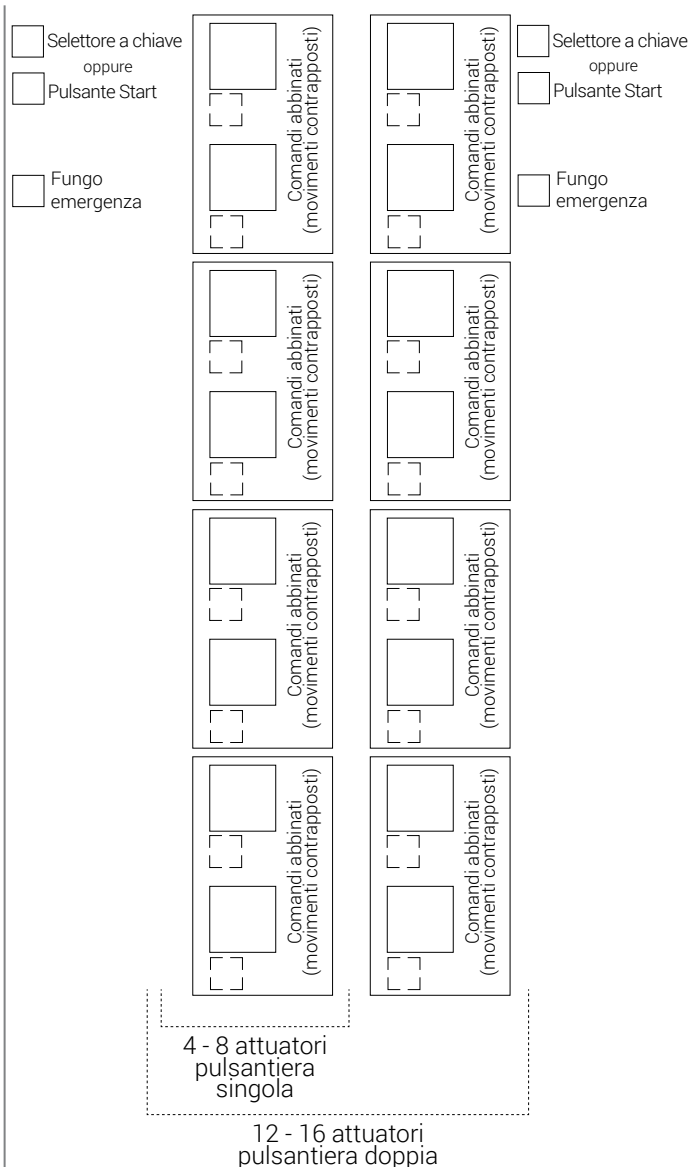 Selettore a chiave
oppure
Pulsante Start
Fungo
emergenza
Comandi abbinati
(movimenti contrapposti)
Comandi abbinati
(movimenti contrapposti)
Selettore a chiave
oppure
Pulsante Start
Fungo
emergenza
Comandi abbinati
(movimenti contrapposti)
Comandi abbinati
(movimenti contrapposti)
Comandi abbinati
(movimenti contrapposti)
Comandi abbinati
(movimenti contrapposti)
Comandi abbinati
(movimenti contrapposti)
Comandi abbinati
(movimenti contrapposti)
4 - 8 attuatori
pulsantiera
singola
12 - 16 attuatori
pulsantiera doppia